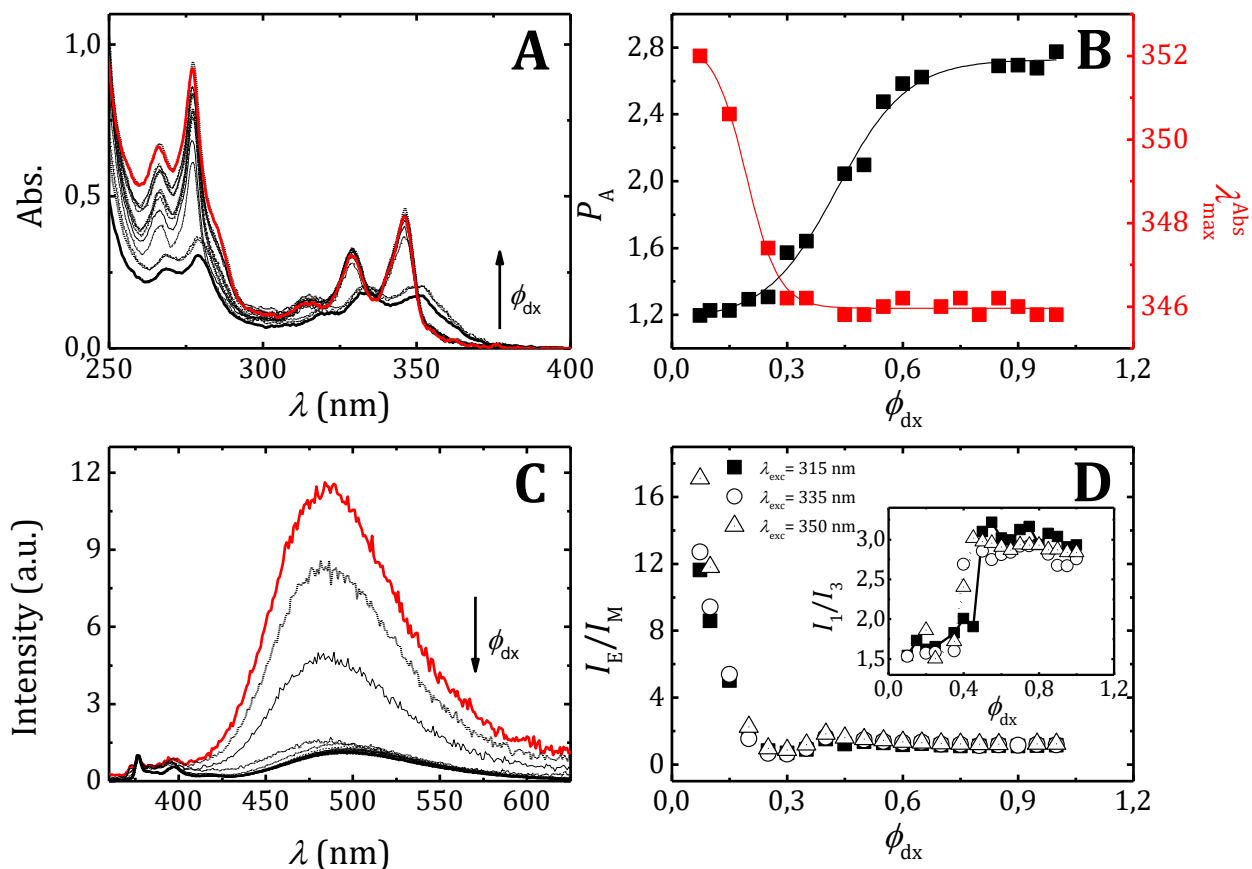 A
1,0
0,5
0,0
Abs.
ϕdx
250 300 350 400
λ (nm)
B
2,8
2,4
2,0
1,6
1,2
PA
352
350
348
346
λ Abs max
0,0 0,3 0,6 0,9 1,2
ϕdx
C
12
9
6
3
0
Intensity (a.u.)
ϕdx
400 450 500 550 600
λ (nm)
D
16
12
8
4
0
IE/IM
λexc= 315 nm
λexc= 335 nm
λexc= 350 nm
3,0
2,5
2,0
1,5
I1/I3
0,0 0,4 0,8 1,2
ϕdx
0,0 0,3 0,6 0,9 1,2
ϕdx